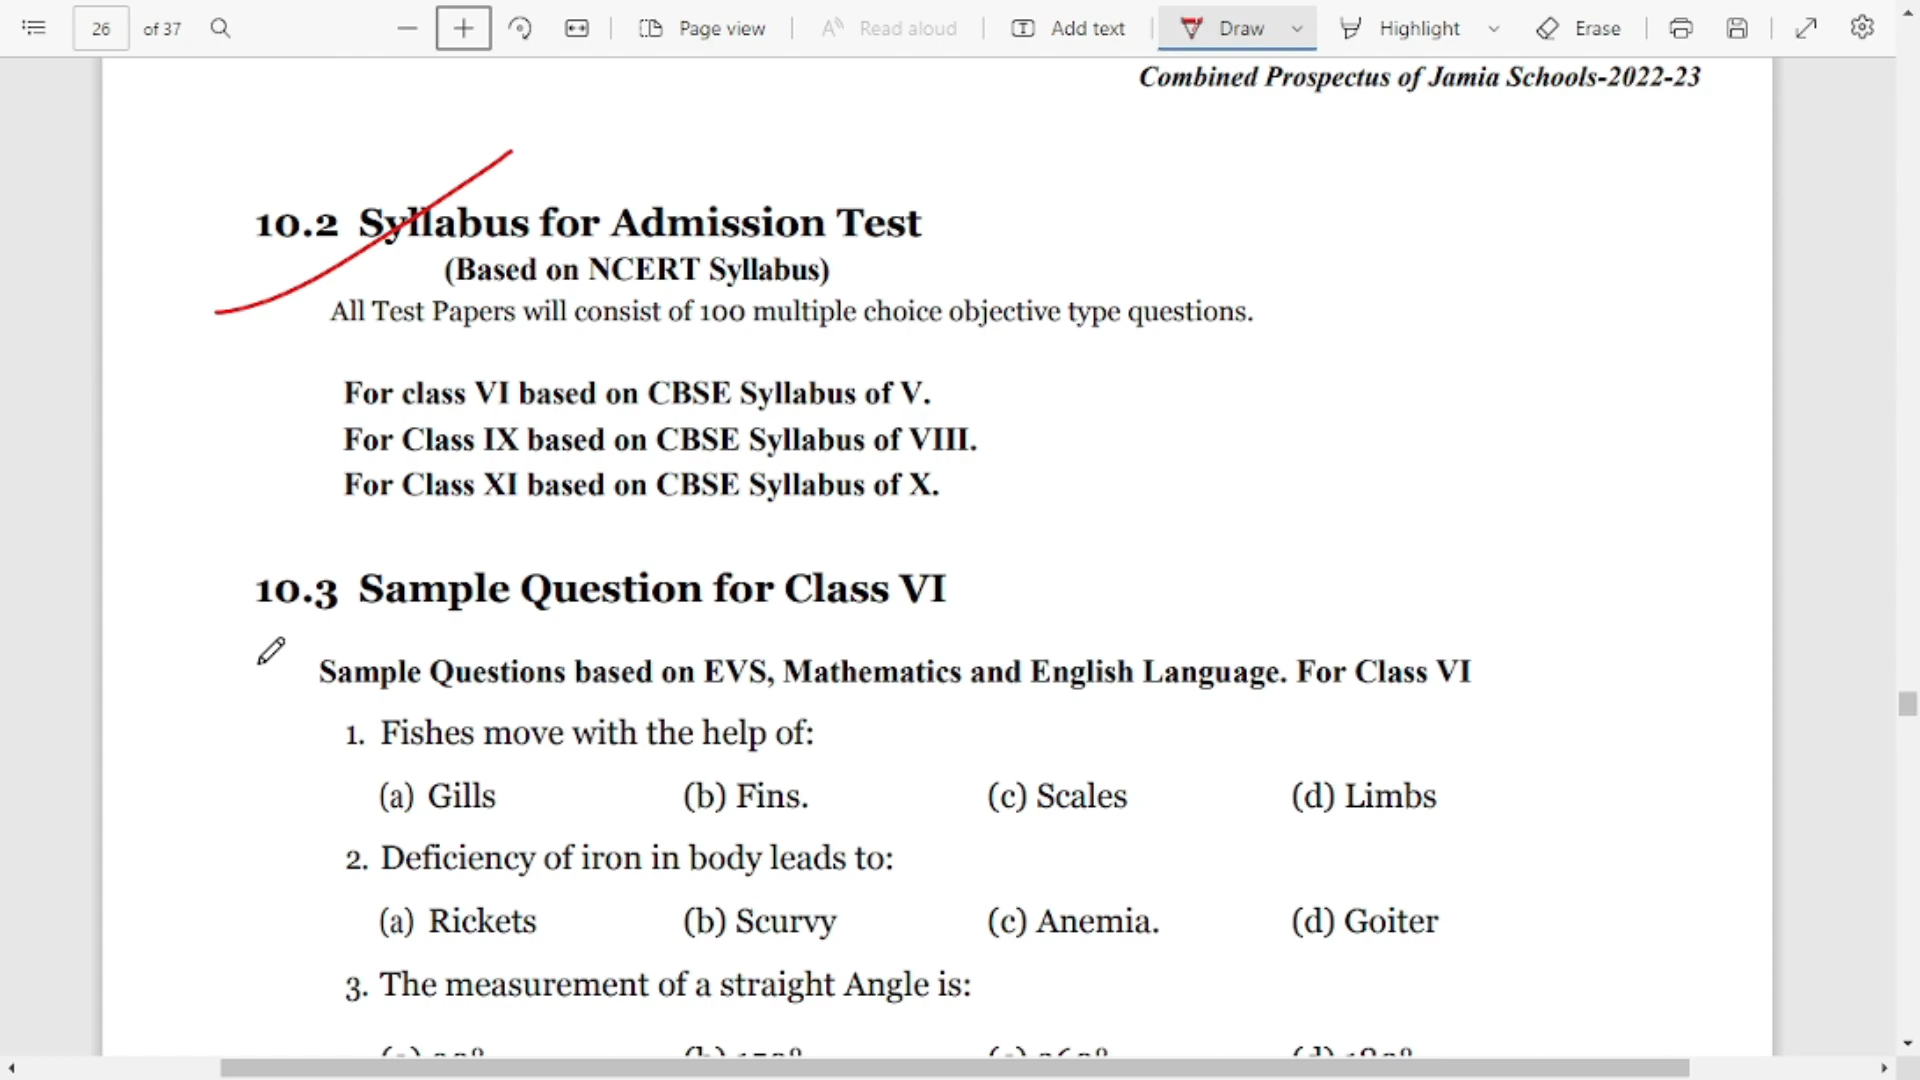 26 of 37 Page view Read aloud Add text Draw Highlight Erase
Combined Prospectus of Jamia Schools-2022-23
10.2 Syllabus for Admission Test
(Based on NCERT Syllabus)
All Test Papers will consist of 100 multiple choice objective type questions.
For class VI based on CBSE Syllabus of V.
For Class IX based on CBSE Syllabus of VIII.
For Class XI based on CBSE Syllabus of X.
10.3 Sample Question for Class VI
Sample Questions based on EVS, Mathematics and English Language. For Class VI
1. Fishes move with the help of:
(a) Gills (b) Fins. (c) Scales (d) Limbs
2. Deficiency of iron in body leads to:
(a) Rickets (b) Scurvy (c) Anemia. (d) Goiter
3. The measurement of a straight Angle is: